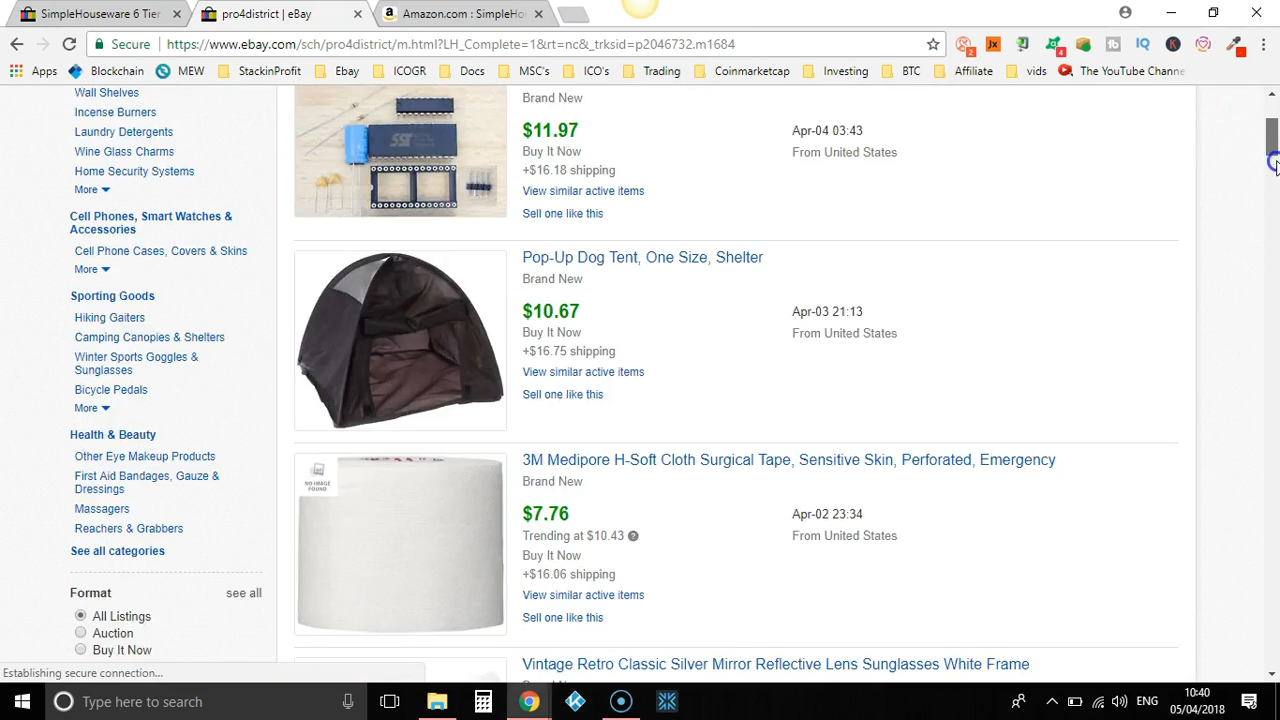 SimpleHouseware 6 Tier
pro4district | eBay
Amazon.com : SimpleHo
Secure
https://www.ebay.com/sch/pro4district/m.html?LH_Complete=1&rt=nc&_trksid=p2046732.m1684
Apps
Blockchain
MEW
StackinProfit
Ebay
ICOGR
Docs
MSC's
ICO's
Trading
Coinmarketcap
Investing
BTC
Affiliate
vids
The YouTube Channe
Wall Shelves
Incense Burners
Laundry Detergents
Wine Glass Charms
Home Security Systems
More
Cell Phones, Smart Watches &
Accessories
Cell Phone Cases, Covers & Skins
More
Sporting Goods
Hiking Gaiters
Camping Canopies & Shelters
Winter Sports Goggles &
Sunglasses
Bicycle Pedals
More
Health & Beauty
Other Eye Makeup Products
First Aid Bandages, Gauze &
Dressings
Massagers
Reachers & Grabbers
See all categories
Format
see all
All Listings
Auction
Buy It Now
Brand New
$11.97
Buy It Now
+$16.18 shipping
View similar active items
Sell one like this
Apr-04 03:43
From United States
SST
Pop-Up Dog Tent, One Size, Shelter
Brand New
$10.67
Buy It Now
+$16.75 shipping
View similar active items
Sell one like this
Apr-03 21:13
From United States
NO IMAGE
FOUND
3M Medipore H-Soft Cloth Surgical Tape, Sensitive Skin, Perforated, Emergency
Brand New
$7.76
Trending at $10.43
Buy It Now
+$16.06 shipping
View similar active items
Sell one like this
Apr-02 23:34
From United States
Vintage Retro Classic Silver Mirror Reflective Lens Sunglasses White Frame
Establishing secure connection...
Type here to search
ENG
10:40
05/04/2018